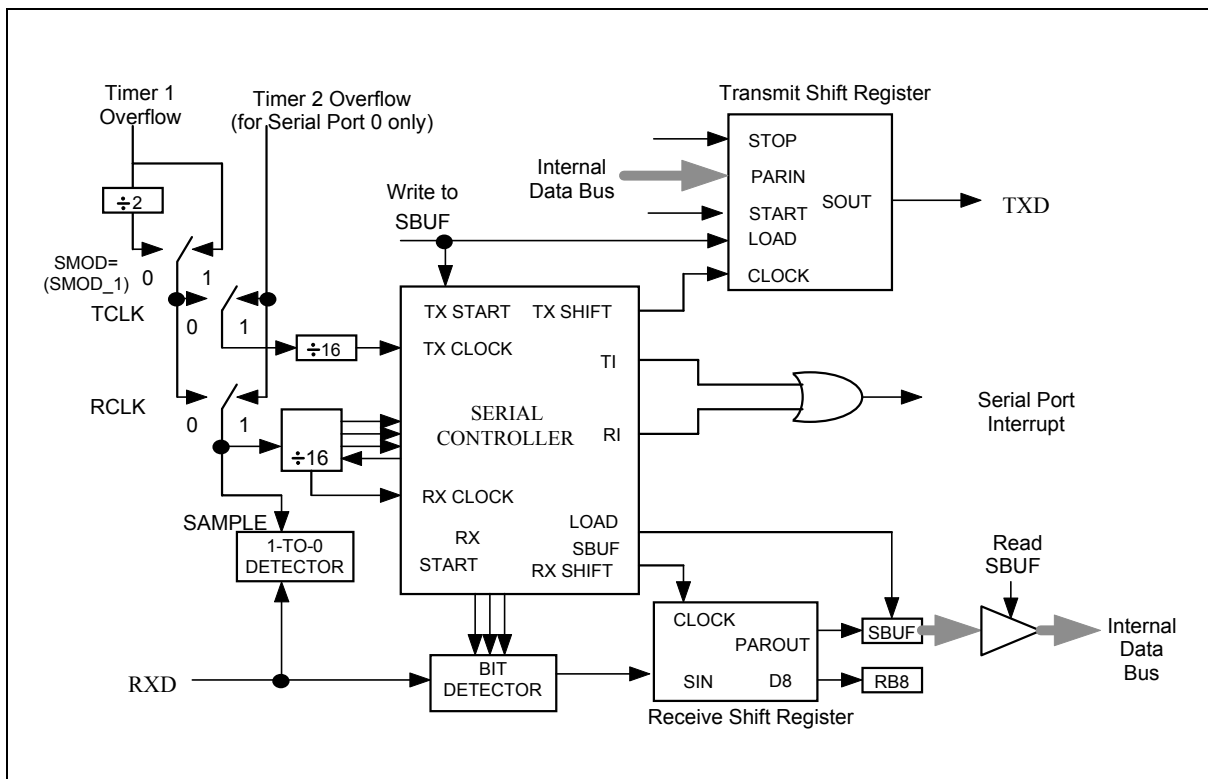 Timer 1
Overflow
Timer 2 Overflow
(for Serial Port 0 only)
Transmit Shift Register
÷2
Write to
SBUF
Internal
Data Bus
STOP
PARIN
SOUT
START
LOAD
CLOCK
TXD
SMOD=
(SMOD_1)
0
1
TCLK
0
1
÷16
TX START
TX SHIFT
TX CLOCK
TI
SERIAL
CONTROLLER
RI
Serial Port
Interrupt
RCLK
0
1
÷16
RX CLOCK
SAMPLE
1-TO-0
DETECTOR
RX
START
LOAD
SBUF
RX SHIFT
Read
SBUF
CLOCK
PAROUT
SBUF
Internal
Data
Bus
RXD
BIT
DETECTOR
SIN
D8
RB8
Receive Shift Register